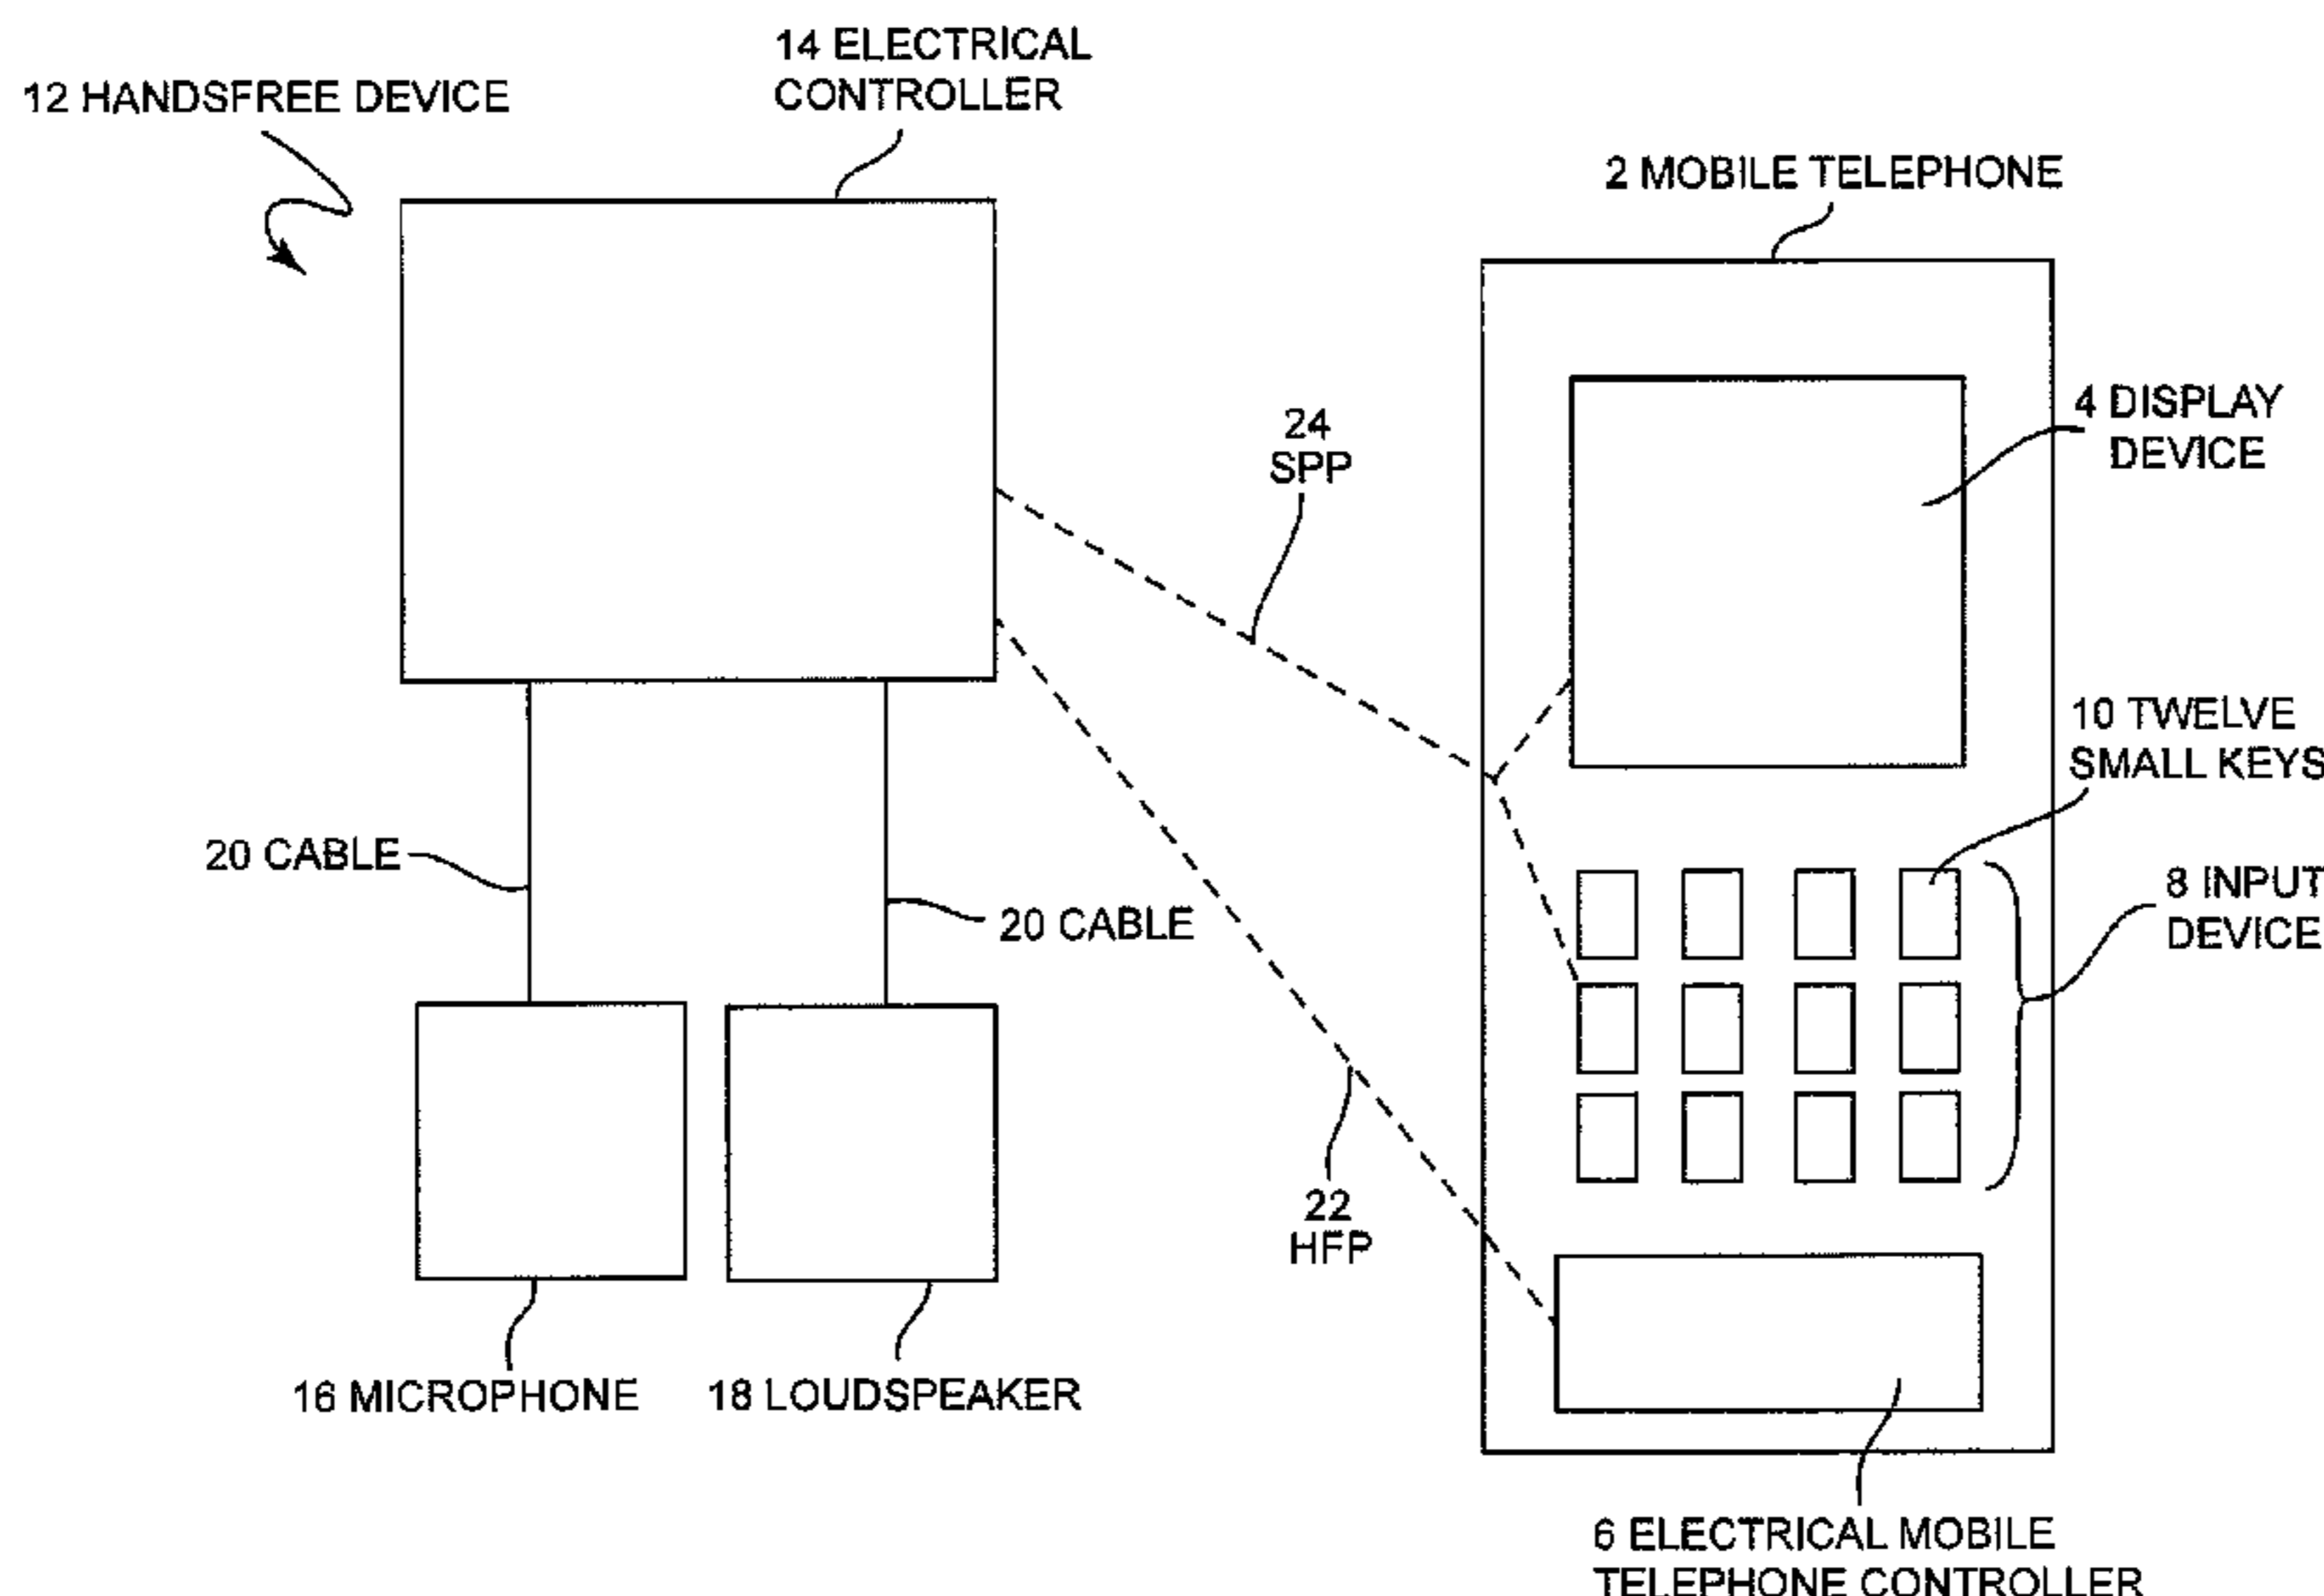 14 ELECTRICAL
CONTROLLER
12 HANDSFREE DEVICE
2 MOBILE TELEPHONE
4 DISPLAY
DEVICE
24
SPP
10 TWELVE
SMALL KEYS
20 CABLE
8 INPUT
DEVICE
20 CABLE
22
HFP
16 MICROPHONE
18 LOUDSPEAKER
6 ELECTRICAL MOBILE
TELEPHONE CONTROLLER